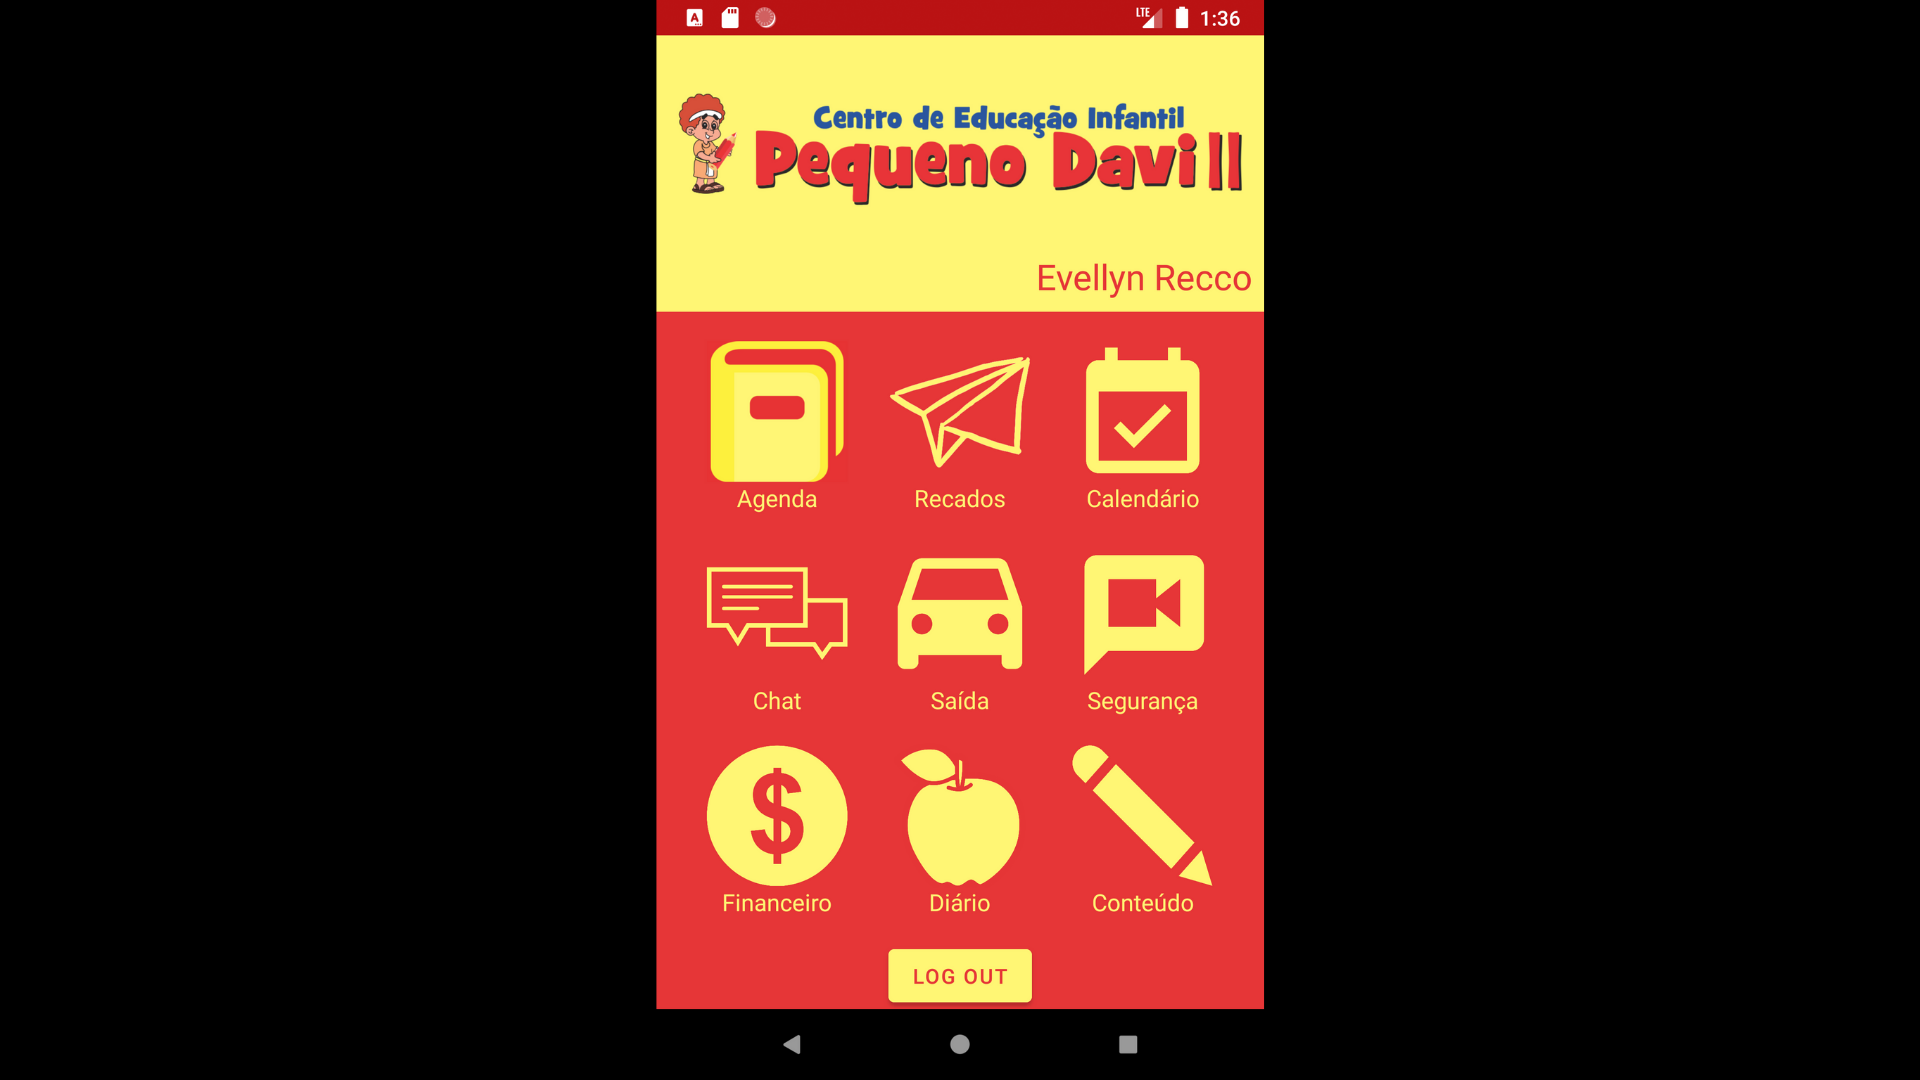 LTE 1:36
Centro de Educação Infantil
Pequeno Davi II
Evellyn Recco
Agenda Recados Calendário
Chat Saída Segurança
Financeiro Diário Conteúdo
LOG OUT